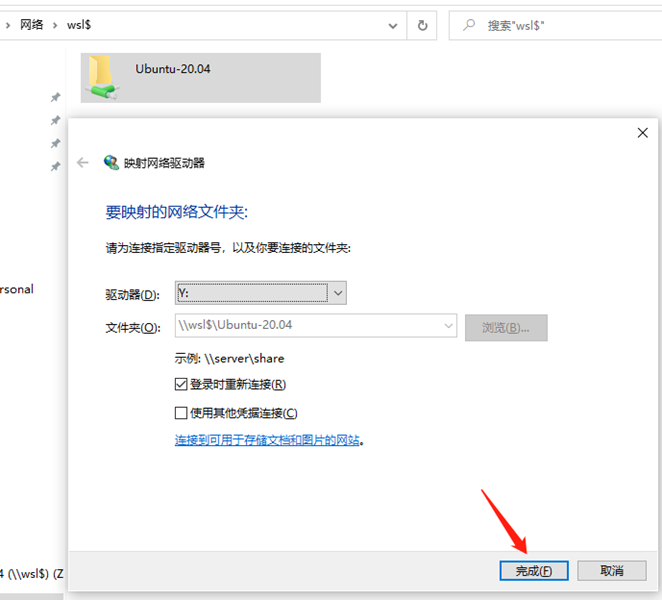 网络 wsl$
搜索"wsl$"
Ubuntu-20.04
映射网络驱动器
要映射的网络文件夹:
请为连接指定驱动器号，以及你要连接的文件夹:
rsonal
驱动器(D): Y:
文件夹(O): \\wsl$\Ubuntu-20.04 浏览(B)...
示例: \\server\share
登录时重新连接(R)
使用其他凭据连接(C)
连接到可用于存储文档和图片的网站。
4 (\\wsl$) (Z
完成(F) 取消